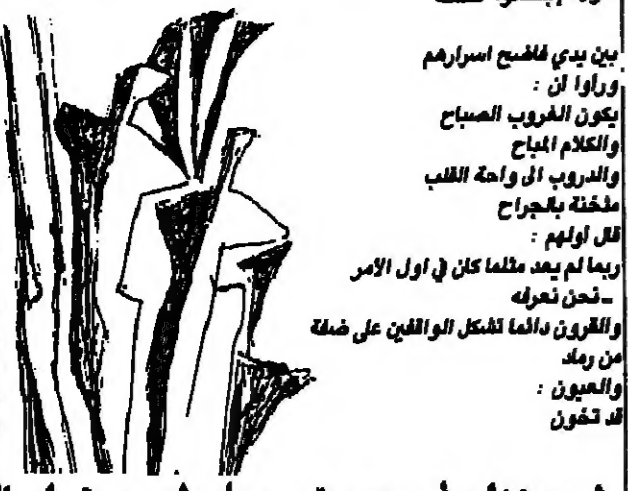 بين يدي فاضح اسرارهم
وراوا ان :
يكون الغروب الصباح
والكلام المباح
والدروب الى واحة القلب
مثخنة بالجراح
قال اولهم :
ربما لم يعد مثلما كان في اول الامر
ـ نحن نعرفه
والقرون دائما تشكل الواقفين على ضفة
من رماد
والعيون :
قد تخون